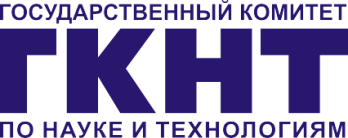 ГОСУДАРСТВЕННЫЙ КОМИТЕТ
ГКНТ
ПО НАУКЕ И ТЕХНОЛОГИЯМ